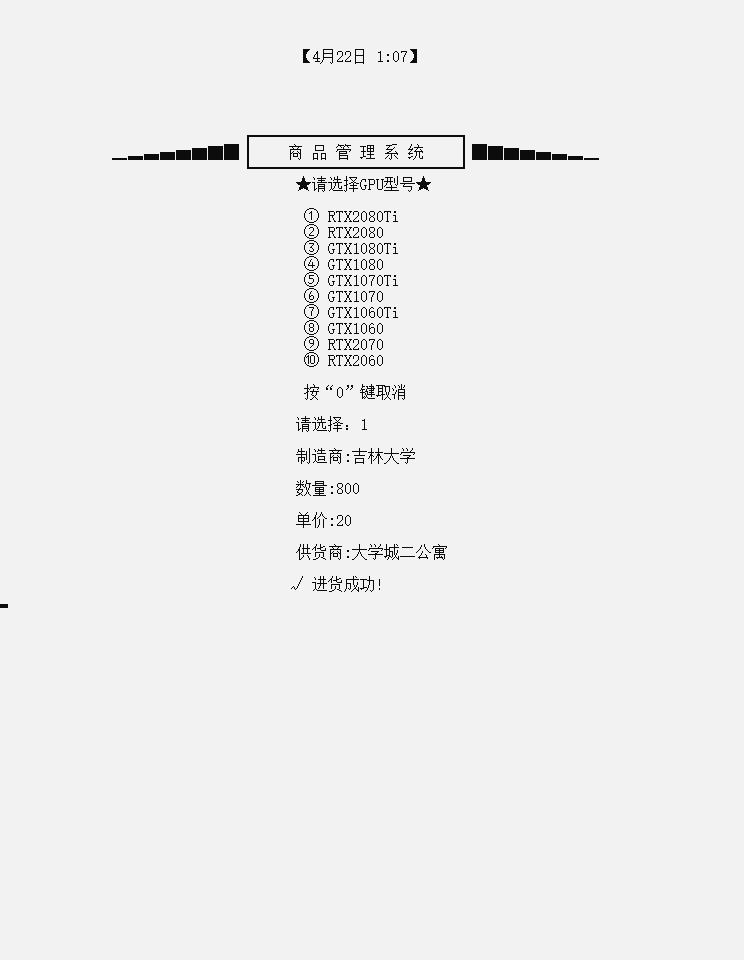 【4月22日 1:07】
商 品 管 理 系 统
★请选择GPU型号★
① RTX2080Ti
② RTX2080
③ GTX1080Ti
④ GTX1080
⑤ GTX1070Ti
⑥ GTX1070
⑦ GTX1060Ti
⑧ GTX1060
⑨ RTX2070
⑩ RTX2060
按“0”键取消
请选择: 1
制造商:吉林大学
数量:800
单价:20
供货商:大学城二公寓
√ 进货成功!